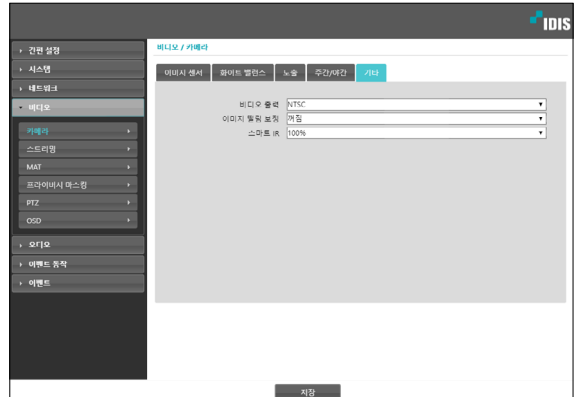 IDIS
간편 설정
시스템
네트워크
비디오
카메라
스트리밍
MAT
프라이버시 마스킹
PTZ
OSD
오디오
이벤트 동작
이벤트
비디오 / 카메라
이미지 센서 화이트 밸런스 노출 주간/야간 기타
비디오 출력 NTSC
이미지 떨림 보정 꺼짐
스마트 IR 100%
저장